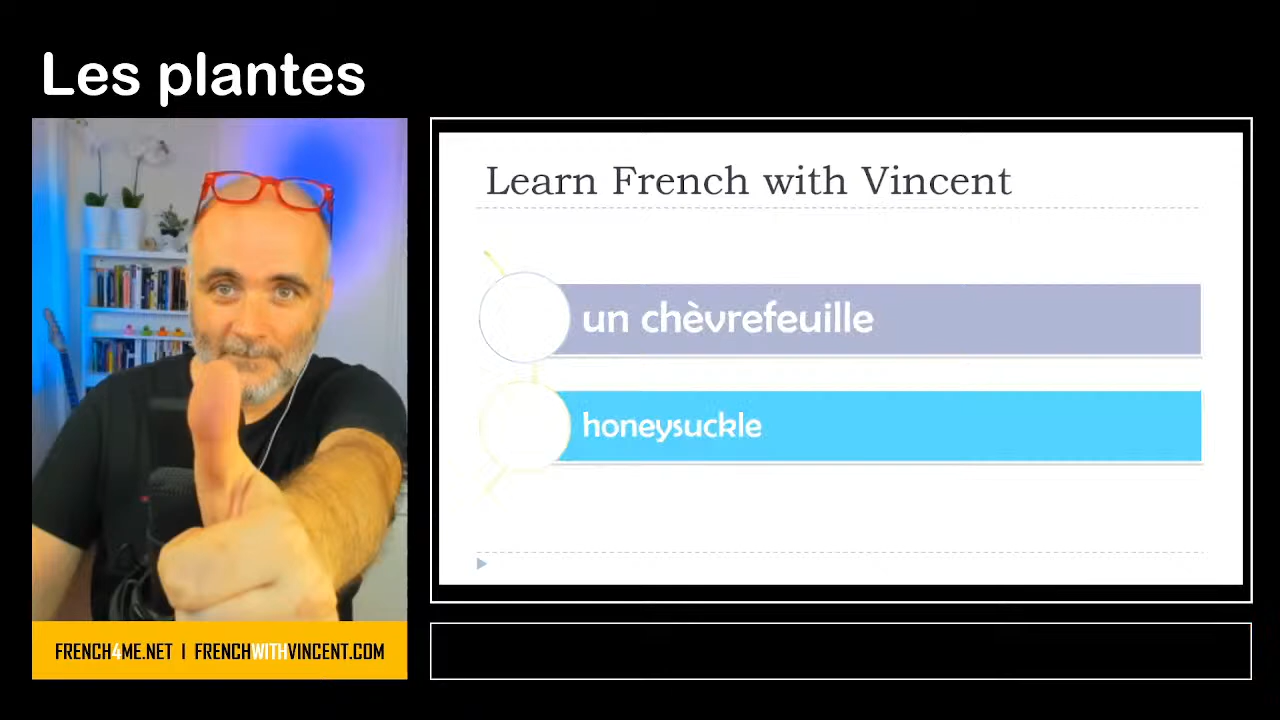 Les plantes
Learn French with Vincent
un chèvrefeuille
honeysuckle
FRENCH4ME.NET | FRENCHWITHVINCENT.COM